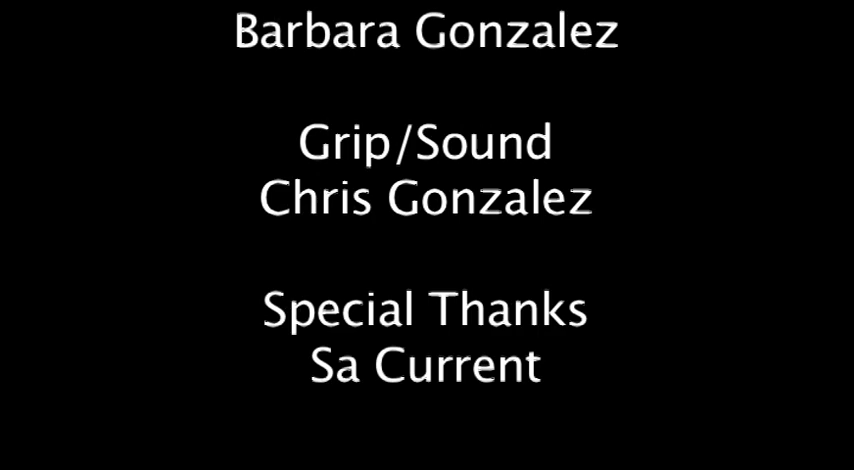 Barbara Gonzalez
Grip/Sound
Chris Gonzalez
Special Thanks
Sa Current